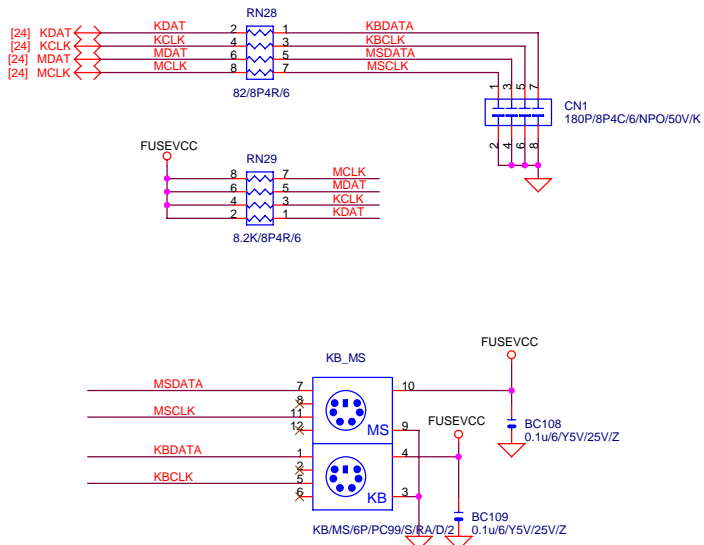 RN28
[24] KDAT KDAT 2 1 KBDATA
[24] KCLK KCLK 4 3 KBCLK
[24] MDAT MDAT 6 5 MSDATA
[24] MCLK MCLK 8 7 MSCLK
82/8P4R/6
1 3 5 7
CN1
180P/8P4C/6/NPO/50V/K
2 4 6 8
FUSEVCC
RN29
8 7 MCLK
6 5 MDAT
4 3 KCLK
2 1 KDAT
8.2K/8P4R/6
FUSEVCC
KB_MS
MSDATA 7 10
8
MSCLK 11
12 MS 9
FUSEVCC
BC108
0.1u/6/Y5V/25V/Z
KBDATA 1 4
2
KBCLK 5
6 KB 3
BC109
KB/MS/6P/PC99/S/RA/D/2 0.1u/6/Y5V/25V/Z